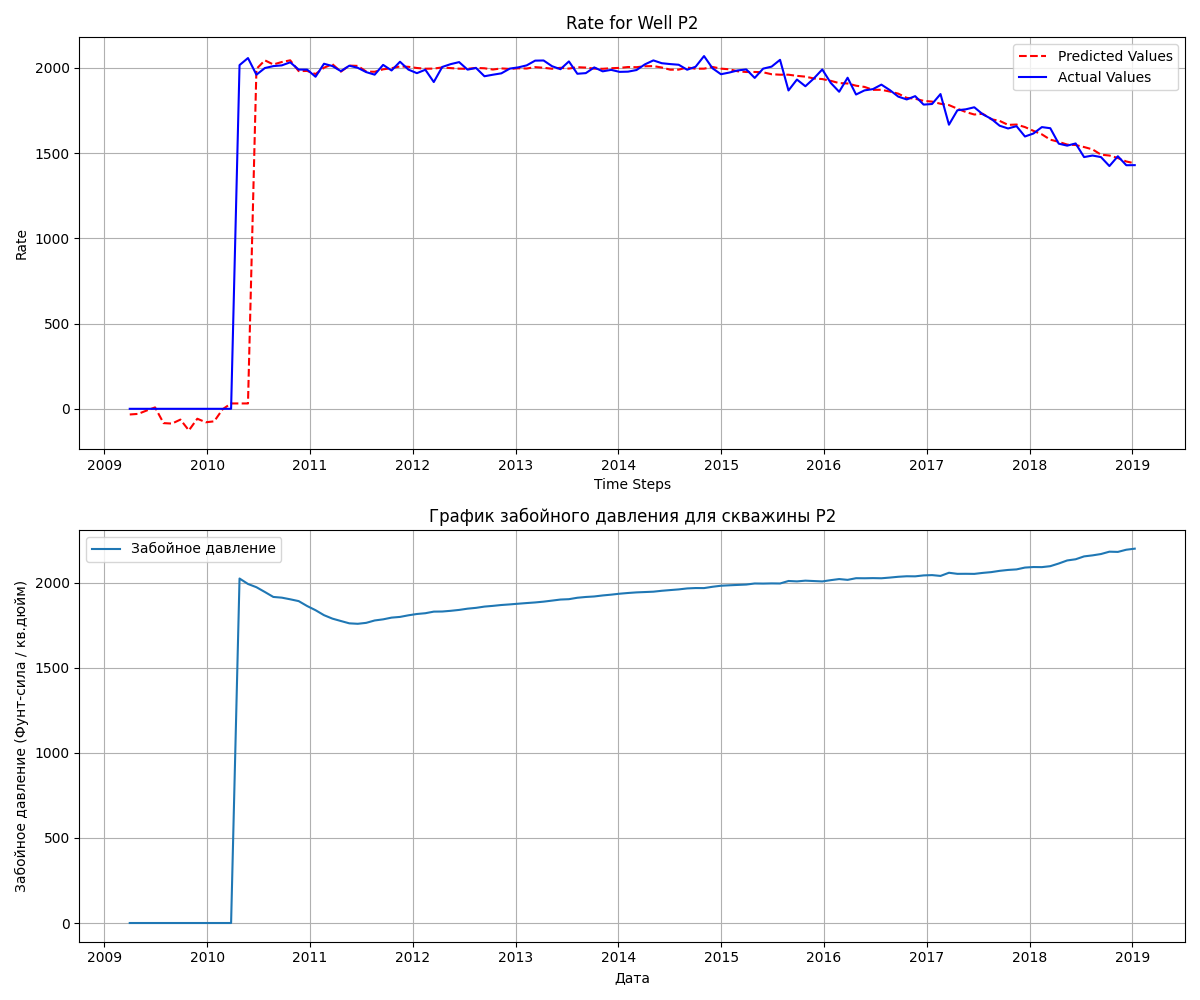 Rate for Well P2
Predicted Values
Actual Values
2000
1500
1000
500
0
Rate
2009 2010 2011 2012 2013 2014 2015 2016 2017 2018 2019
Time Steps
График забойного давления для скважины P2
Забойное давление
2000
1500
1000
500
0
Забойное давление (Фунт-сила / кв.дюйм)
2009 2010 2011 2012 2013 2014 2015 2016 2017 2018 2019
Дата